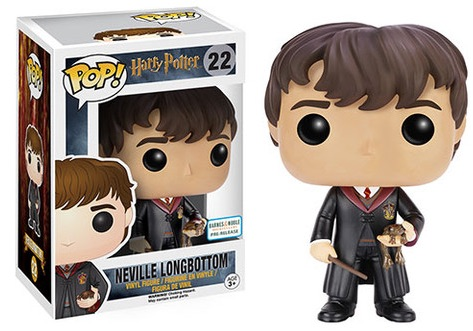 POP!
Harry Potter
22
BARNES & NOBLE
PRE-RELEASE
NEVILLE LONGBOTTOM
VINYL FIGURE / FIGURINE EN VINYLE /
FIGURA DE VINIL
AGE
3+
WARNING: